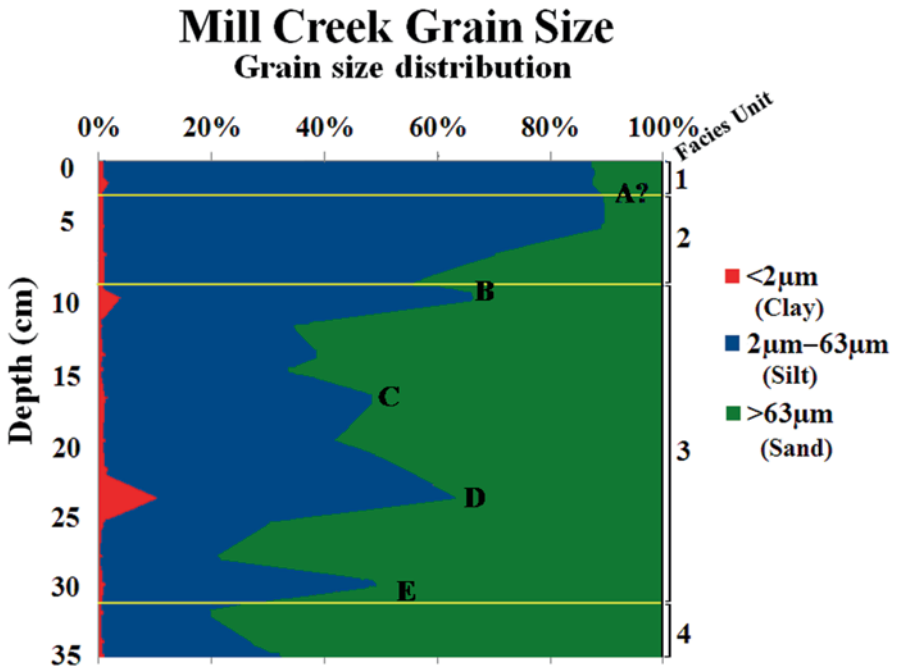 Mill Creek Grain Size
Grain size distribution
0% 20% 40% 60% 80% 100%
Facies Unit
0
5
10
15
20
25
30
35
Depth (cm)
A?
B
C
D
E
1
2
3
4
<2µm
(Clay)
2µm–63µm
(Silt)
>63µm
(Sand)